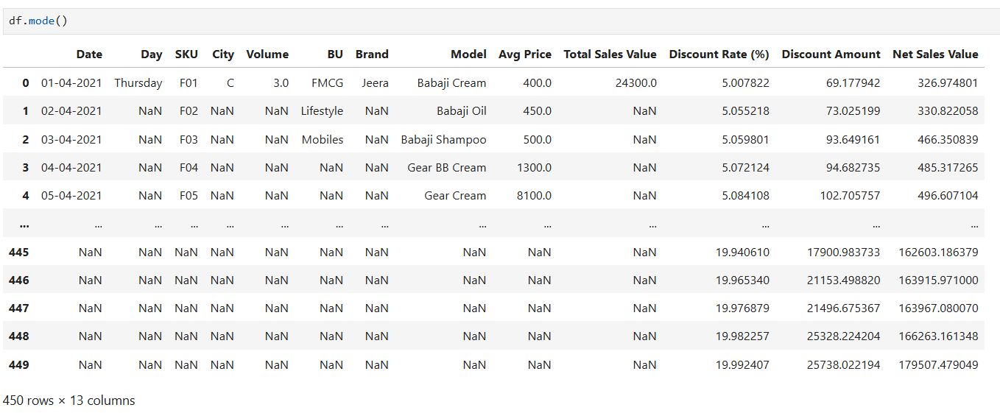 df.mode()
Date Day SKU City Volume BU Brand Model Avg Price Total Sales Value Discount Rate (%) Discount Amount Net Sales Value
0 01-04-2021 Thursday F01 C 3.0 FMCG Jeera Babaji Cream 400.0 24300.0 5.007822 69.177942 326.974801
1 02-04-2021 NaN F02 NaN NaN Lifestyle NaN Babaji Oil 450.0 NaN 5.055218 73.025199 330.822058
2 03-04-2021 NaN F03 NaN NaN Mobiles NaN Babaji Shampoo 500.0 NaN 5.059801 93.649161 466.350839
3 04-04-2021 NaN F04 NaN NaN NaN NaN Gear BB Cream 1300.0 NaN 5.072124 94.682735 485.317265
4 05-04-2021 NaN F05 NaN NaN NaN NaN Gear Cream 8100.0 NaN 5.084108 102.705757 496.607104
... ... ... ... ... ... ... ... ... ... ... ... ... ...
445 NaN NaN NaN NaN NaN NaN NaN NaN NaN NaN 19.940610 17900.983733 162603.186379
446 NaN NaN NaN NaN NaN NaN NaN NaN NaN NaN 19.965340 21153.498820 163915.971000
447 NaN NaN NaN NaN NaN NaN NaN NaN NaN NaN 19.976879 21496.675367 163967.080070
448 NaN NaN NaN NaN NaN NaN NaN NaN NaN NaN 19.982257 25328.224204 166263.161348
449 NaN NaN NaN NaN NaN NaN NaN NaN NaN NaN 19.992407 25738.022194 179507.479049
450 rows × 13 columns